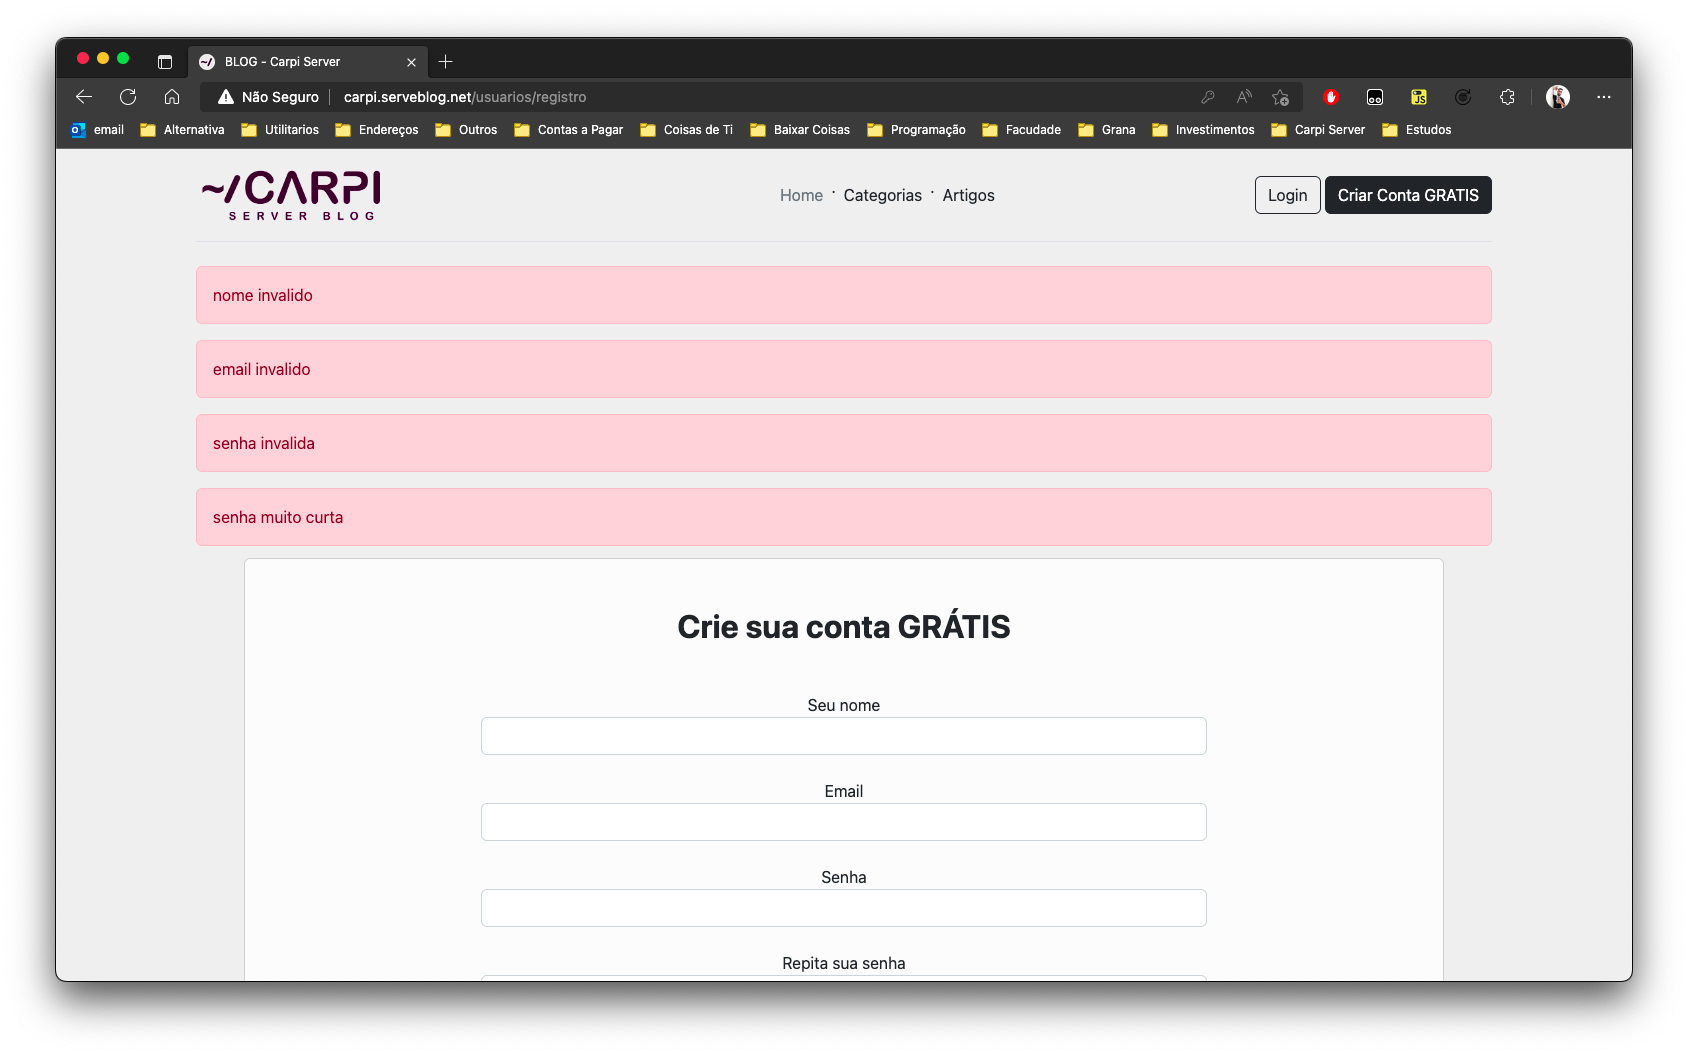 BLOG - Carpi Server
Não Seguro carpi.serveblog.net/usuarios/registro
email Alternativa Utilitarios Endereços Outros Contas a Pagar Coisas de Ti Baixar Coisas Programação Facudade Grana Investimentos Carpi Server Estudos
~/CARPI
SERVER BLOG
Home · Categorias · Artigos
Login Criar Conta GRATIS
nome invalido
email invalido
senha invalida
senha muito curta
Crie sua conta GRÁTIS
Seu nome
Email
Senha
Repita sua senha